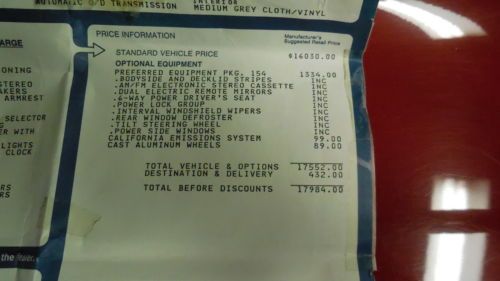 AUTOMATIC O/D TRANSMISSION
INTERIOR
MEDIUM GREY CLOTH/VINYL
ARGE
ONING
STEREO
AKERS
ARMREST
SELECTOR
G
ER WITH
LIGHTS
CLOCK
ERS
RS
the dealer.
PRICE INFORMATION
Manufacturer's
Suggested Retail Price
STANDARD VEHICLE PRICE $16030.00
OPTIONAL EQUIPMENT
PREFERRED EQUIPMENT PKG. 154 1334.00
.BODYSIDE AND DECKLID STRIPES INC
.AM/FM ELECTRONIC STEREO CASSETTE INC
.DUAL ELECTRIC REMOTE MIRRORS INC
.6-WAY POWER DRIVER'S SEAT INC
.POWER LOCK GROUP INC
.INTERVAL WINDSHIELD WIPERS INC
.REAR WINDOW DEFROSTER INC
.TILT STEERING WHEEL INC
.POWER SIDE WINDOWS INC
CALIFORNIA EMISSIONS SYSTEM 99.00
CAST ALUMINUM WHEELS 89.00
TOTAL VEHICLE & OPTIONS 17552.00
DESTINATION & DELIVERY 432.00
TOTAL BEFORE DISCOUNTS 17984.00